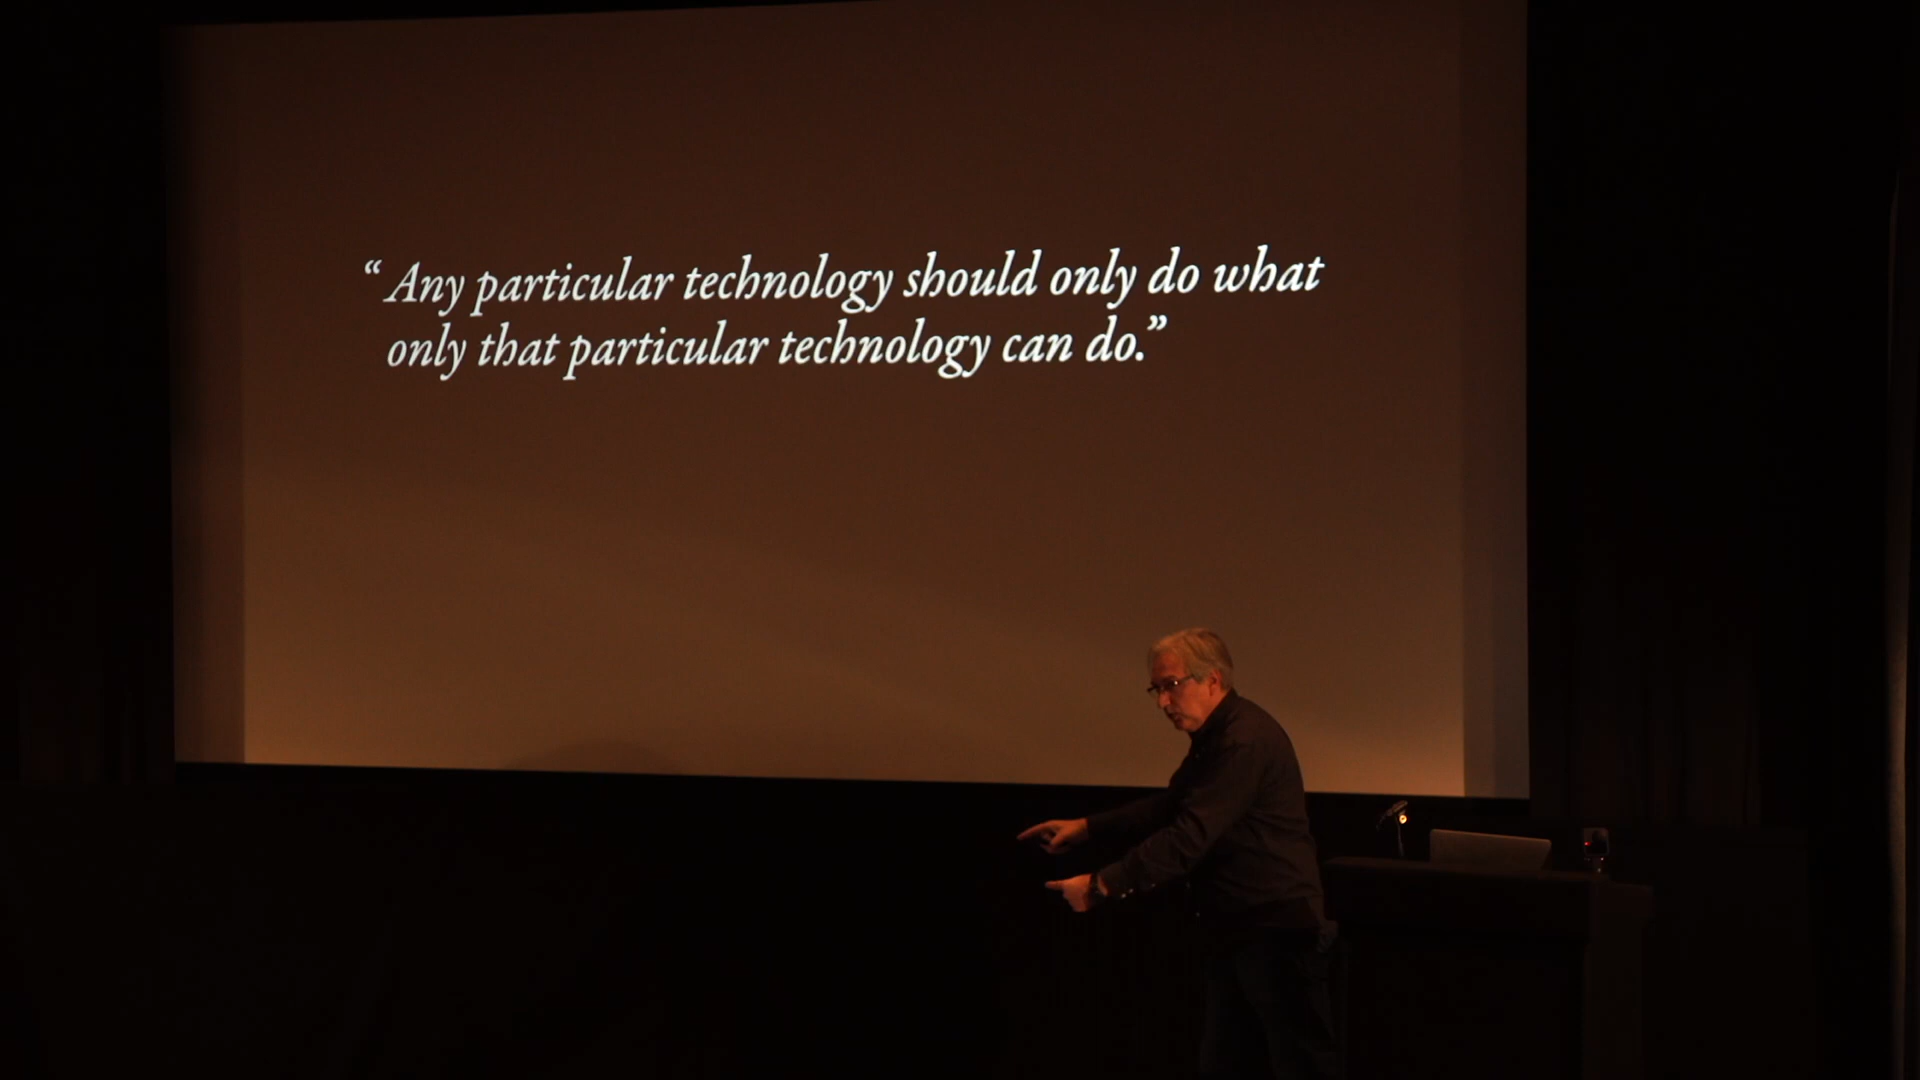 “ Any particular technology should only do what
only that particular technology can do.”